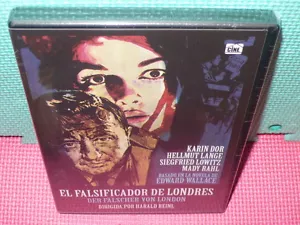 CINE
KARIN DOR
HELLMUT LANGE
SIEGFRIED LOWITZ
MADY RAHL
BASADO EN LA NOVELA DE
EDWARD WALLACE
EL FALSIFICADOR DE LONDRES
DER FÄLSCHER VON LONDON
DIRIGIDA POR HARALD REINL